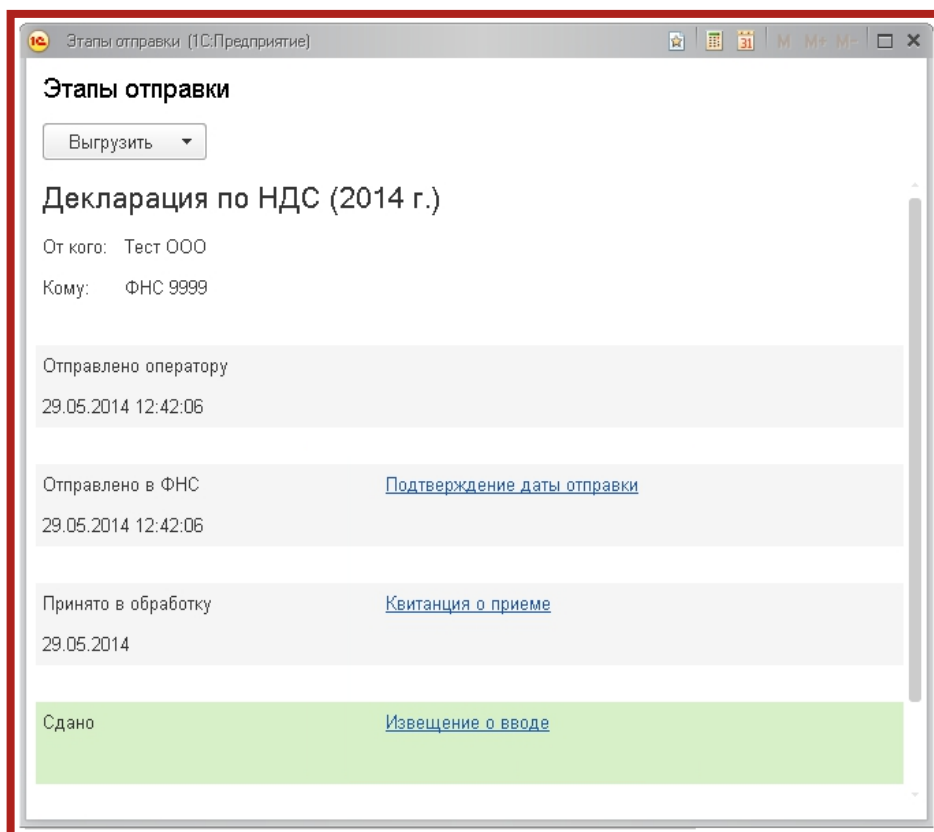 1С Этапы отправки (1С:Предприятие) 31 M M+ M-
Этапы отправки
Выгрузить
Декларация по НДС (2014 г.)
От кого: Тест ООО
Кому: ФНС 9999
Отправлено оператору
29.05.2014 12:42:06
Отправлено в ФНС Подтверждение даты отправки
29.05.2014 12:42:06
Принято в обработку Квитанция о приеме
29.05.2014
Сдано Извещение о вводе